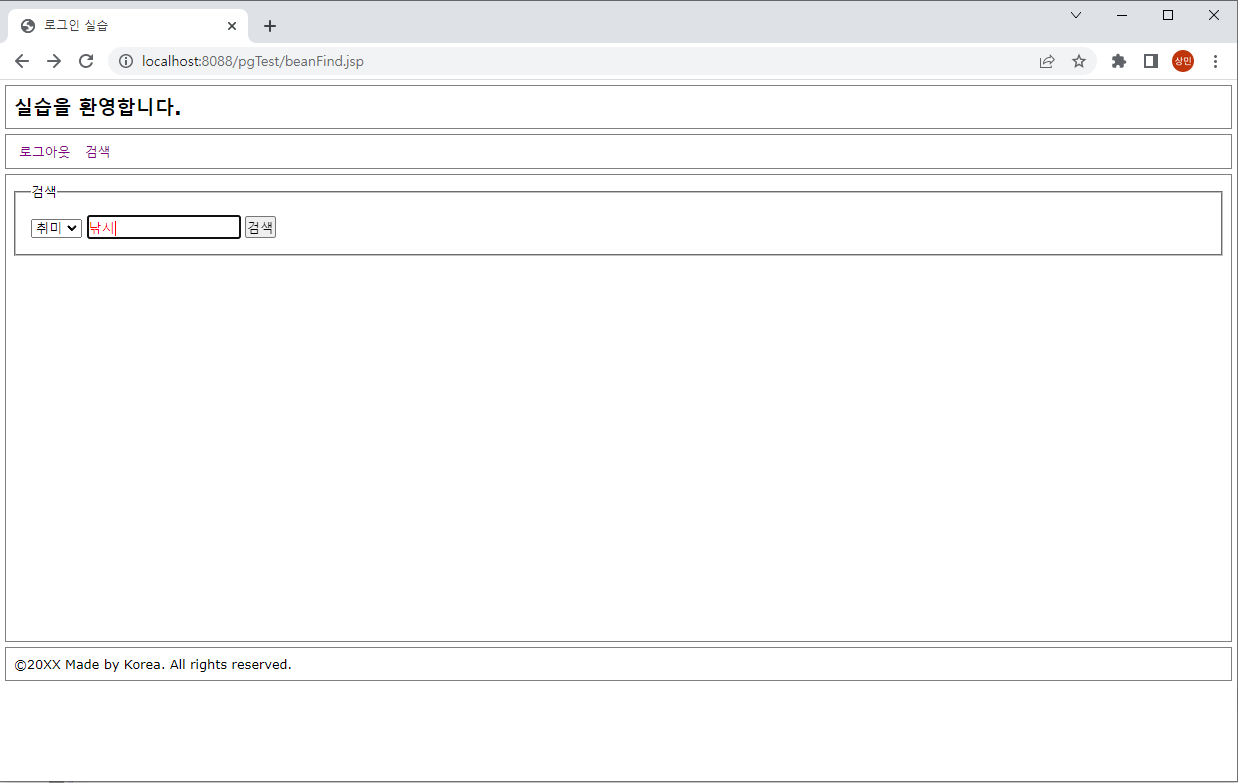 로그인 실습
localhost:8088/pgTest/beanFind.jsp
상민
실습을 환영합니다.
로그아웃 검색
검색
취미 낚시 검색
©20XX Made by Korea. All rights reserved.